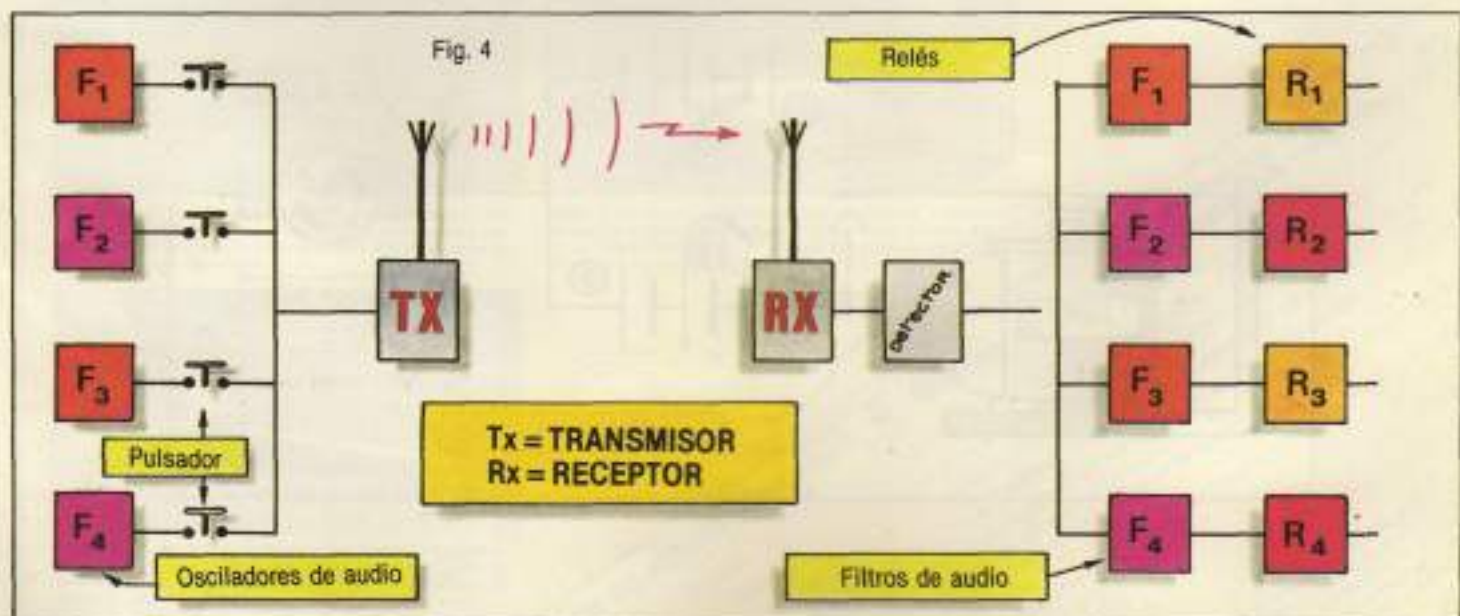 Fig. 4
F₁
F₂
F₃
Pulsador
F₄
Osciladores de audio
TX
Tx = TRANSMISOR
Rx = RECEPTOR
RX
Detector
Relés
F₁ R₁
F₂ R₂
F₃ R₃
F₄ R₄
Filtros de audio